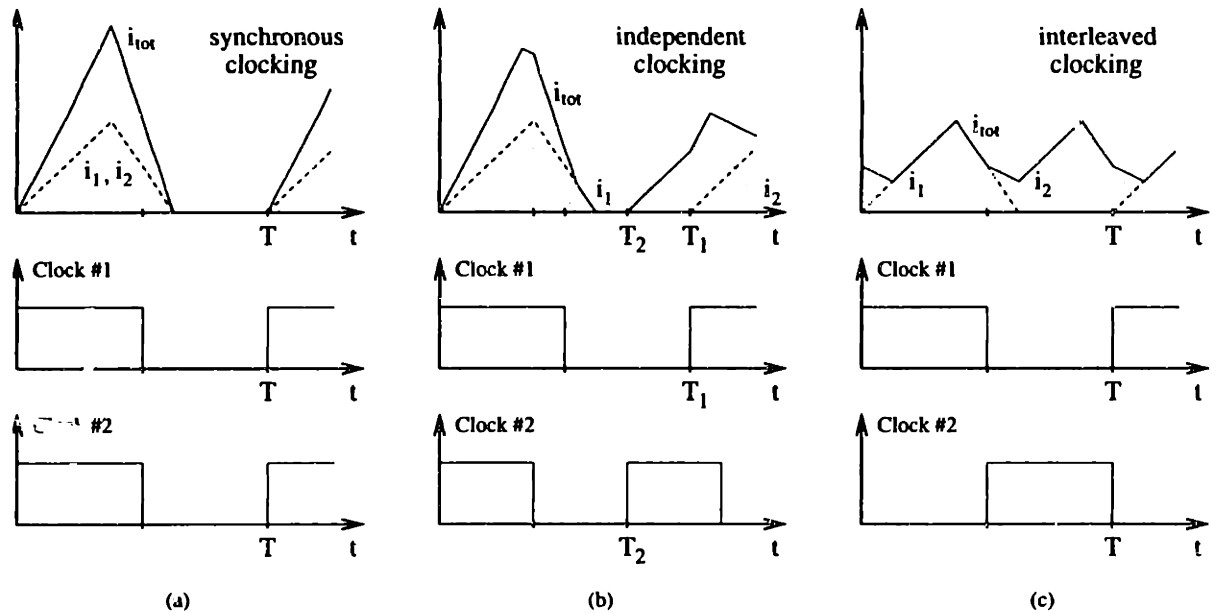 synchronous
clocking
i_tot
i_1, i_2
T
t
Clock #1
T
t
#2
T
t
(a)
independent
clocking
i_tot
i_1
i_2
T_2
T_1
t
Clock #1
T_1
t
Clock #2
T_2
t
(b)
interleaved
clocking
i_tot
i_1
i_2
T
t
Clock #1
T
t
Clock #2
T
t
(c)